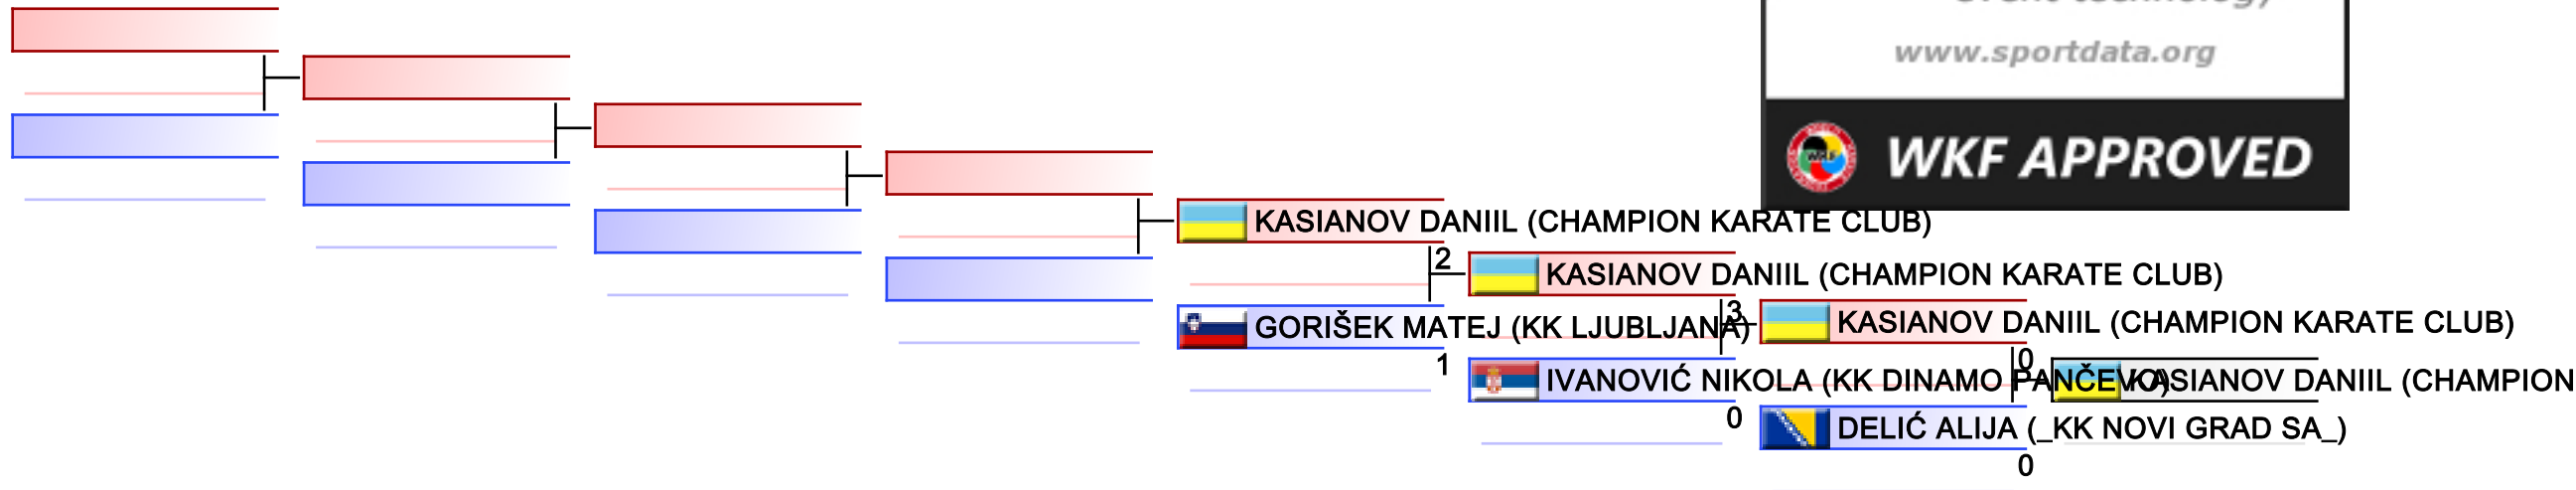 www.sportdata.org
WKF APPROVED
KASIANOV DANIIL (CHAMPION KARATE CLUB)
2
KASIANOV DANIIL (CHAMPION KARATE CLUB)
GORIŠEK MATEJ (KK LJUBLJANA)
3
KASIANOV DANIIL (CHAMPION KARATE CLUB)
1
0
IVANOVIĆ NIKOLA (KK DINAMO PANČEVO)
KASIANOV DANIIL (CHAMPION
0
DELIĆ ALIJA (_KK NOVI GRAD SA_)
0